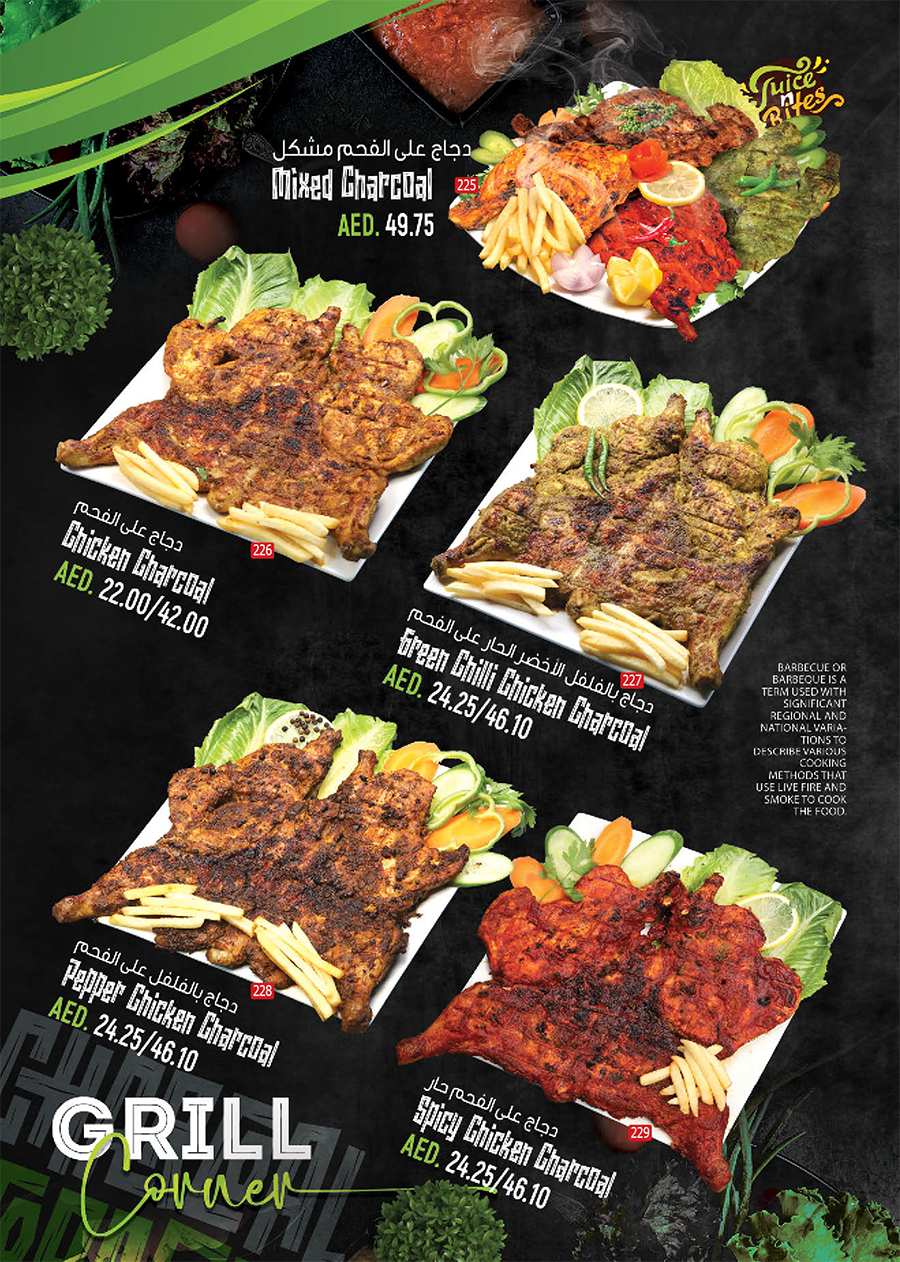 Juice
n
Bites
دجاج على الفحم مشكل
Mixed Charcoal
225
AED. 49.75
دجاج على الفحم
Chicken Charcoal
AED. 22.00/42.00
226
دجاج بالفلفل الأخضر الحار على الفحم
Green Chilli Chicken Charcoal
AED. 24.25/46.10
227
BARBECUE OR
BARBEQUE IS A
TERM USED WITH
SIGNIFICANT
REGIONAL AND
NATIONAL VARIA-
TIONS TO
DESCRIBE VARIOUS
COOKING
METHODS THAT
USE LIVE FIRE AND
SMOKE TO COOK
THE FOOD.
دجاج بالفلفل على الفحم
Pepper Chicken Charcoal
AED. 24.25/46.10
228
دجاج على الفحم حار
Spicy Chicken Charcoal
AED. 24.25/46.10
229
GRILL
Corner